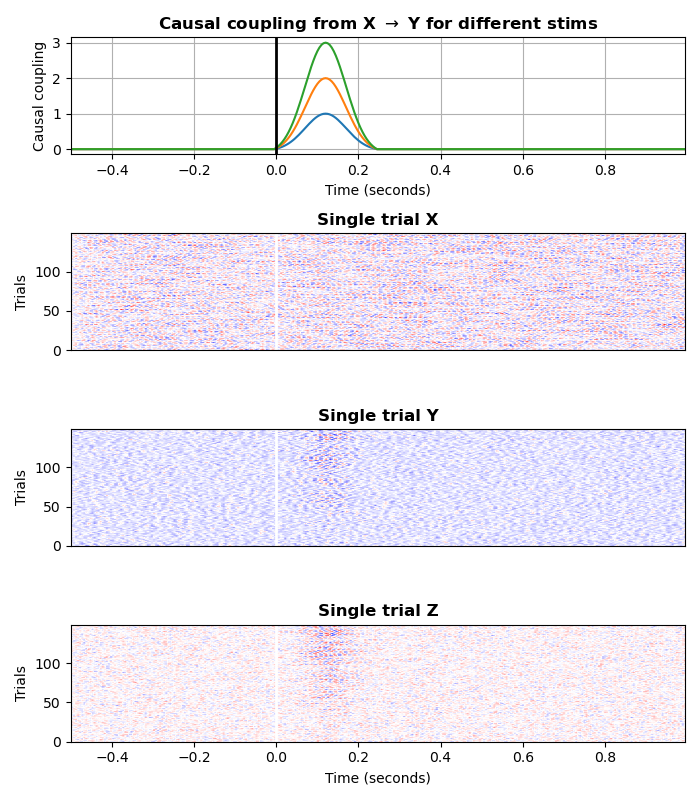 Causal coupling from X → Y for different stims
Causal coupling
3
2
1
0
−0.4 −0.2 0.0 0.2 0.4 0.6 0.8
Time (seconds)
Single trial X
Trials
100
50
0
Single trial Y
Trials
100
50
0
Single trial Z
Trials
100
50
0
−0.4 −0.2 0.0 0.2 0.4 0.6 0.8
Time (seconds)